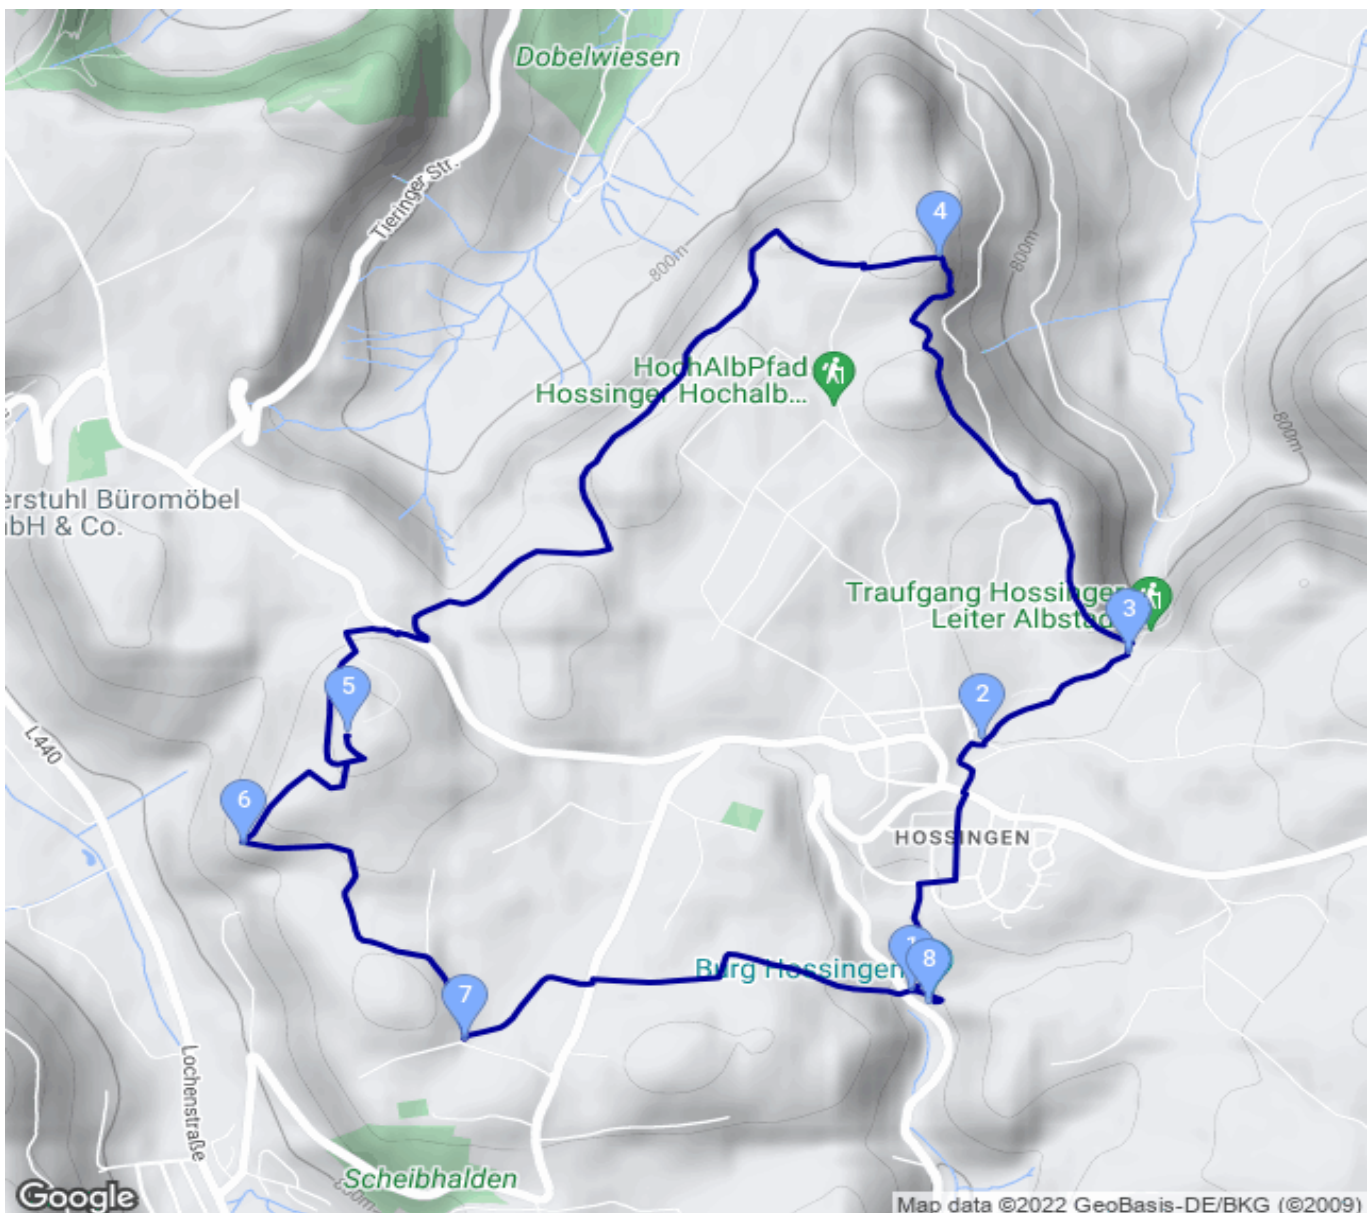 Dobelwiesen
Tieringer Str.
4
800m
800m
HochAlbPfad
Hossinger Hochalb...
800m
erstuhl Büromöbel
bH & Co.
Traufgang Hossinger
Leiter Albstad
3
5
2
L440
6
HOSSINGEN
1
Burg Hossingen
8
7
Lochenstraße
Scheibhalden
Google
Map data ©2022 GeoBasis-DE/BKG (©2009)